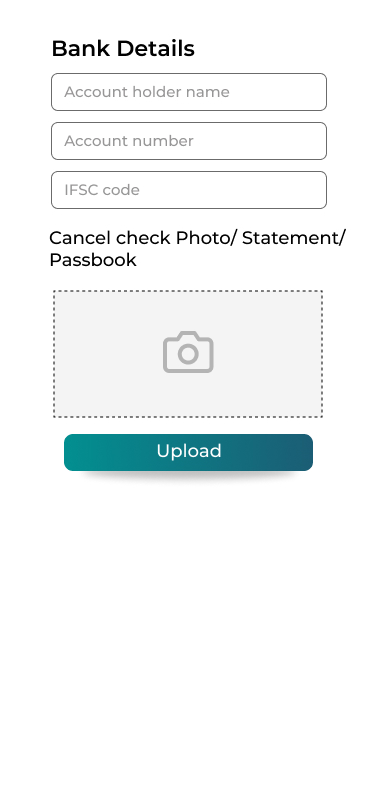 Bank Details
Account holder name
Account number
IFSC code
Cancel check Photo/ Statement/
Passbook
Upload